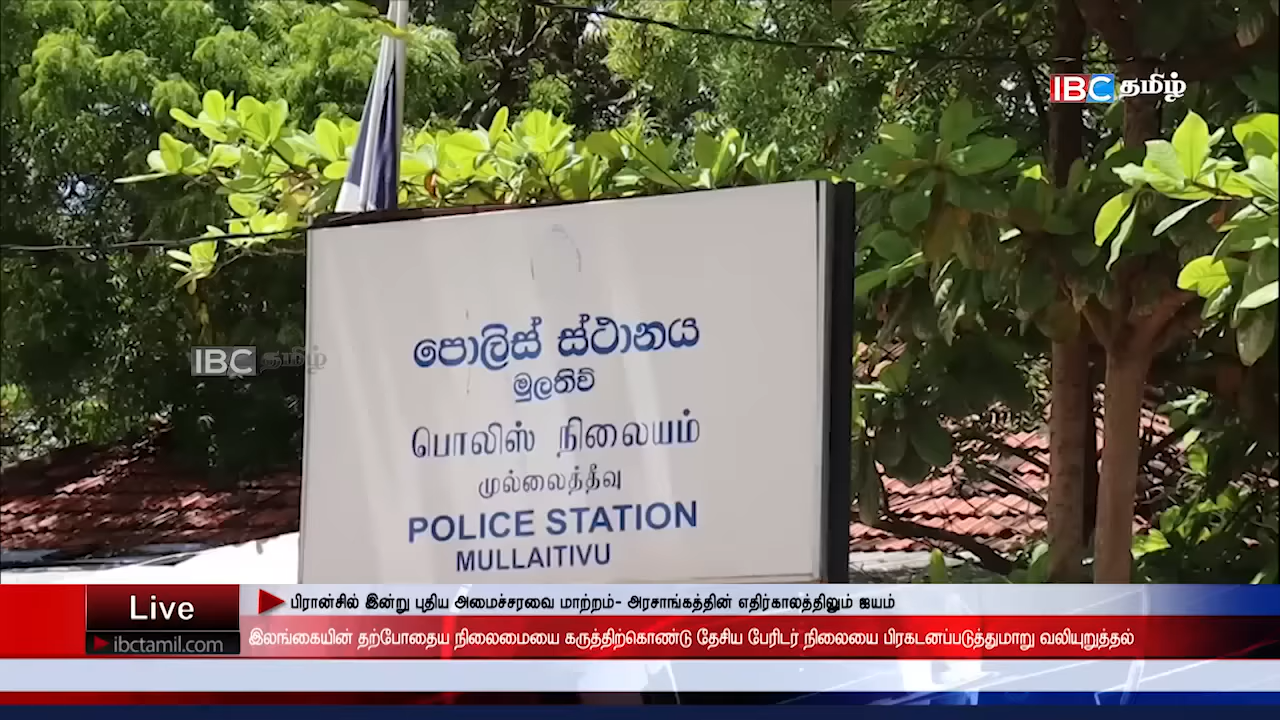 IBC தமிழ்
IBC தமிழ்
පොලිස් ස්ථානය
මුලතිව්
பொலிஸ் நிலையம்
முல்லைத்தீவு
POLICE STATION
MULLAITIVU
Live
ibctamil.com
பிரான்சில் இன்று புதிய அமைச்சரவை மாற்றம்- அரசாங்கத்தின் எதிர்காலத்திலும் ஐயம்
இலங்கையின் தற்போதைய நிலைமையை கருத்திற்கொண்டு தேசிய பேரிடர் நிலையை பிரகடனப்படுத்துமாறு வலியுறுத்தல்